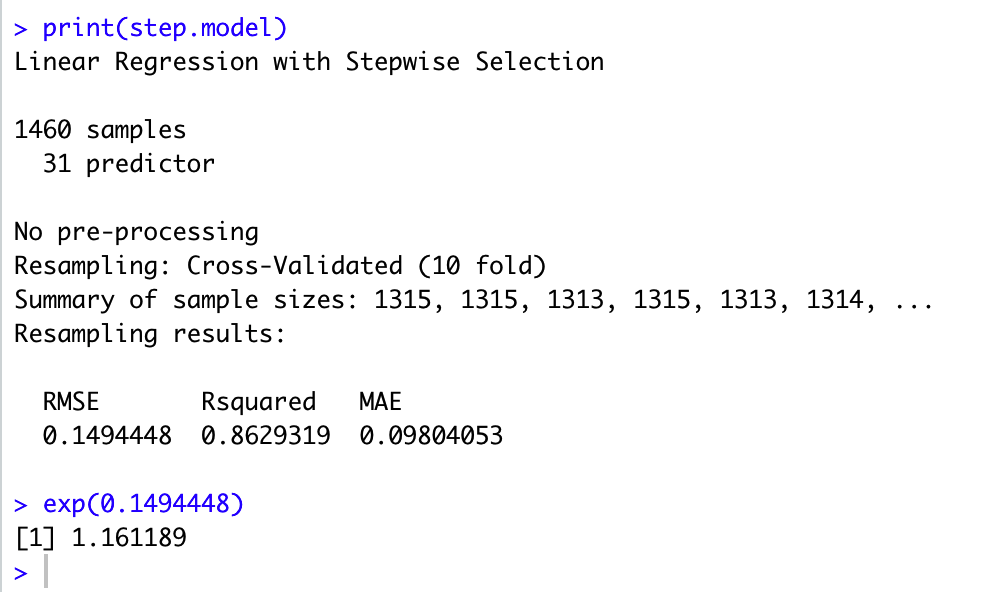 > print(step.model)
Linear Regression with Stepwise Selection
1460 samples
  31 predictor
No pre-processing
Resampling: Cross-Validated (10 fold)
Summary of sample sizes: 1315, 1315, 1313, 1315, 1313, 1314, ...
Resampling results:
  RMSE       Rsquared   MAE
  0.1494448  0.8629319  0.09804053
> exp(0.1494448)
[1] 1.161189
>